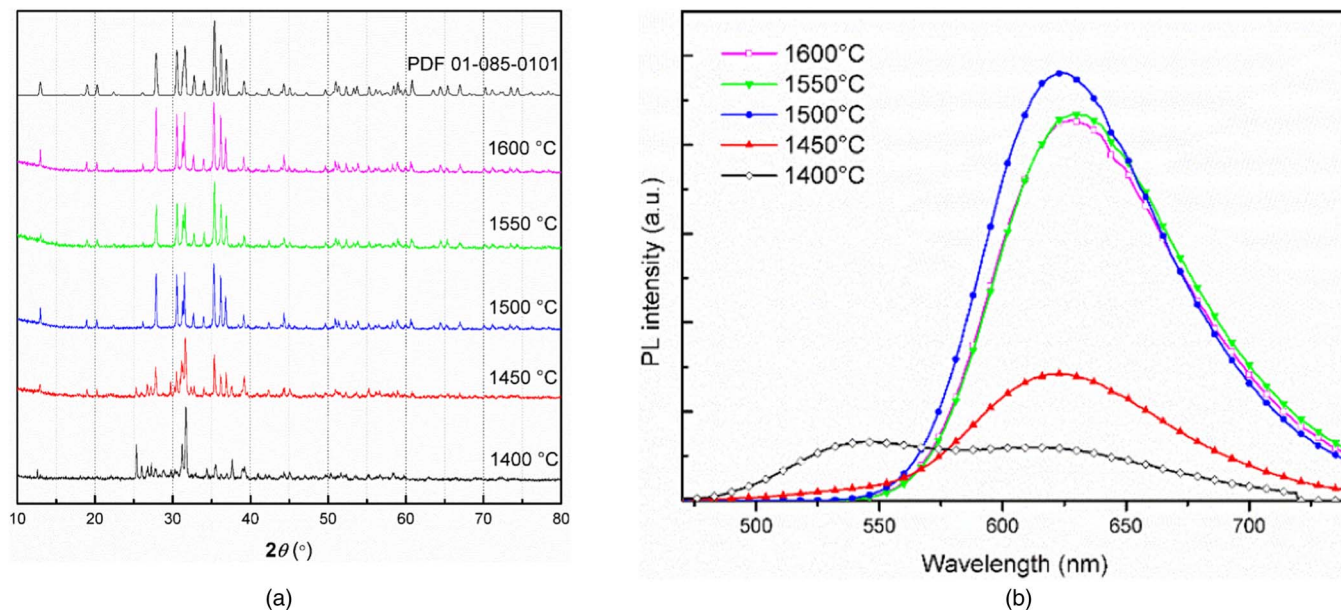 PDF 01-085-0101
1600 °C
1550 °C
1500 °C
1450 °C
1400 °C
10 20 30 40 50 60 70 80
2θ (°)
(a)
1600°C
1550°C
1500°C
1450°C
1400°C
PL intensity (a.u.)
500 550 600 650 700
Wavelength (nm)
(b)